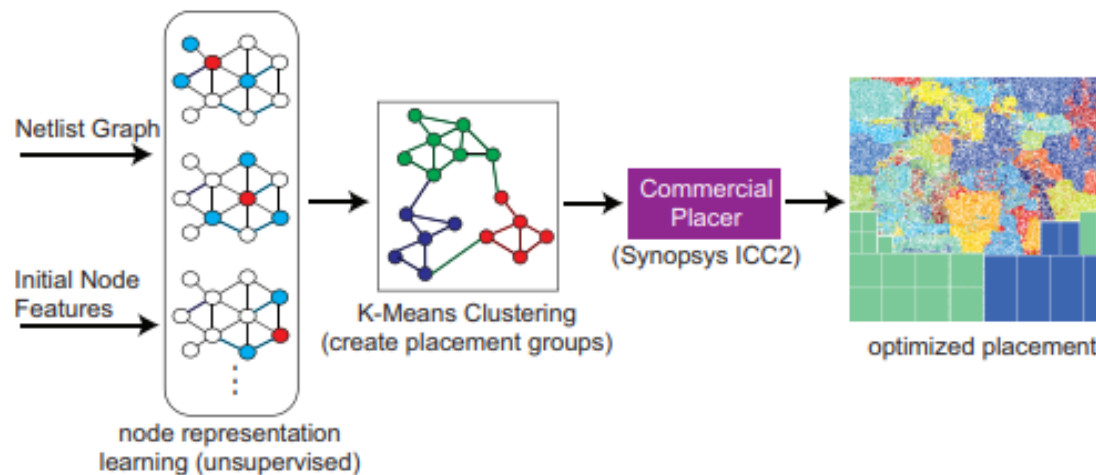 Netlist Graph
Initial Node
Features
node representation
learning (unsupervised)
K-Means Clustering
(create placement groups)
Commercial
Placer
(Synopsys ICC2)
optimized placement